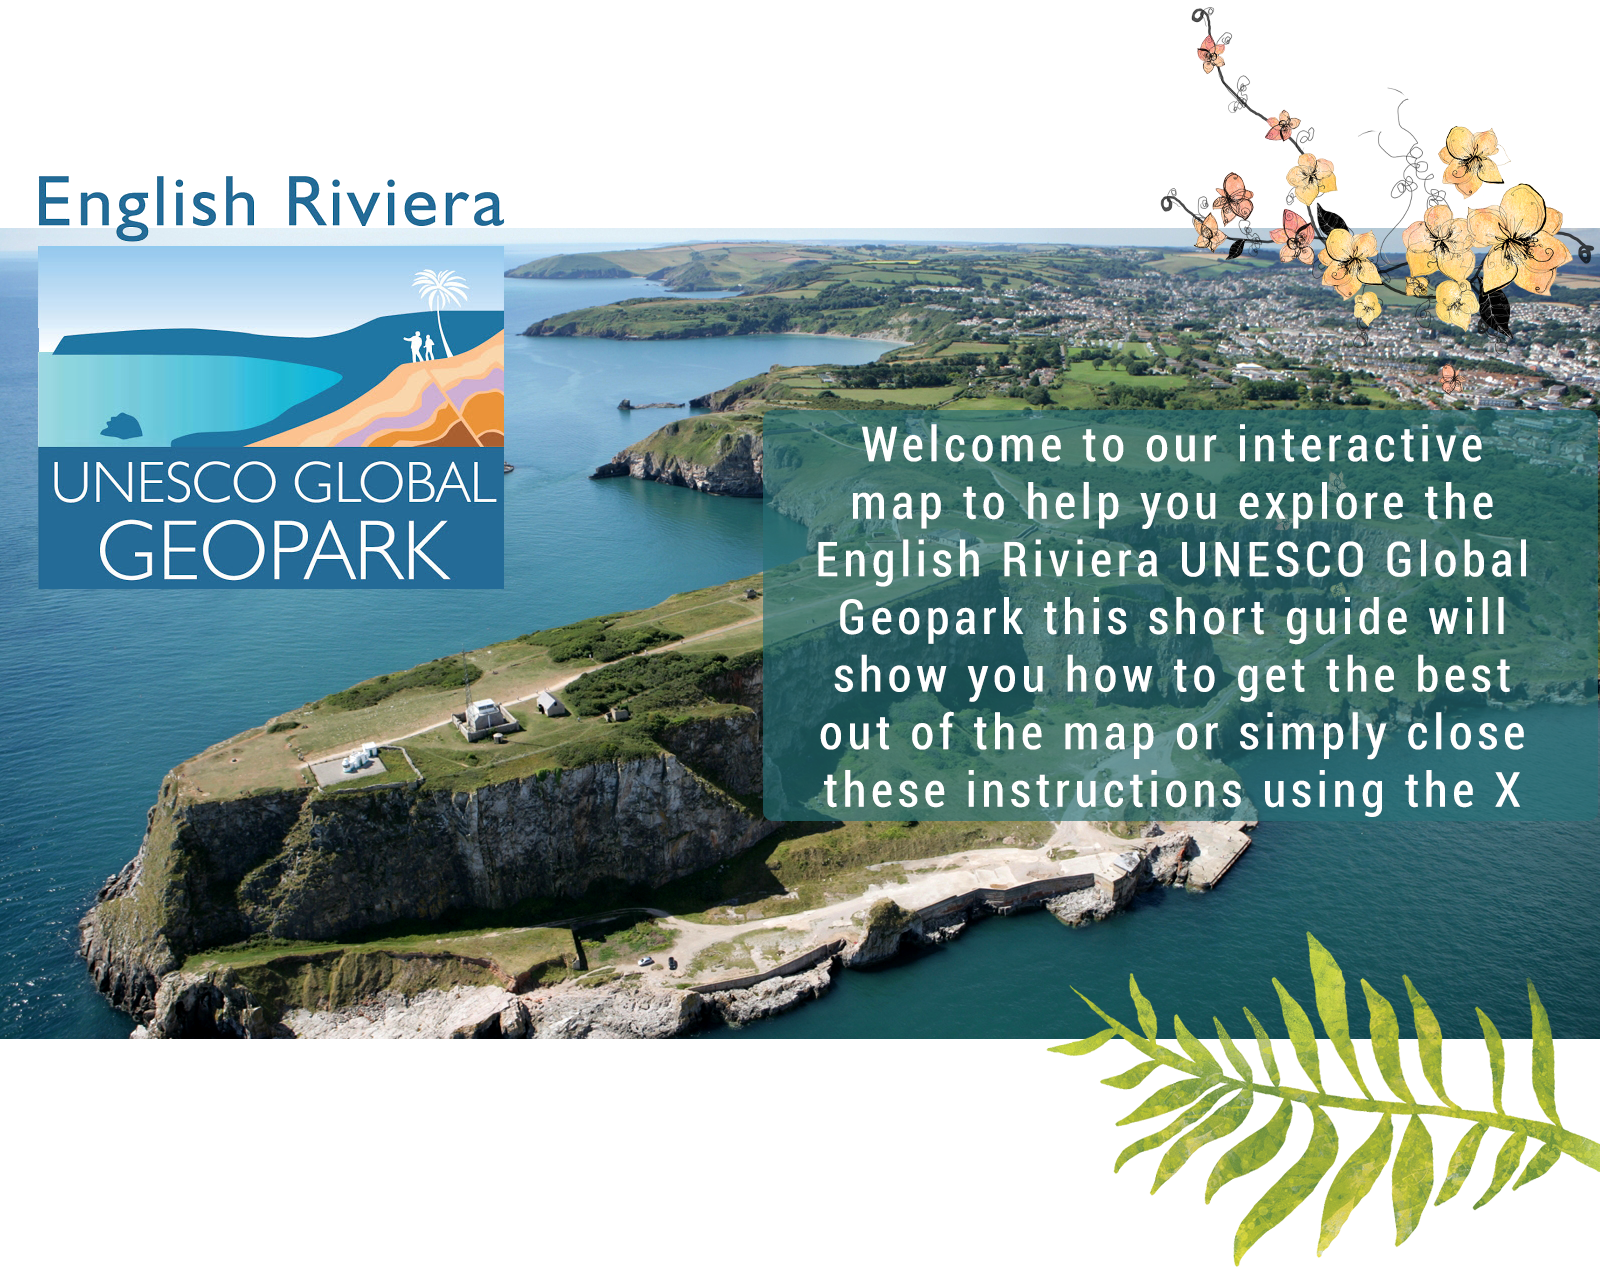 English Riviera
UNESCO GLOBAL
GEOPARK
Welcome to our interactive
map to help you explore the
English Riviera UNESCO Global
Geopark this short guide will
show you how to get the best
out of the map or simply close
these instructions using the X